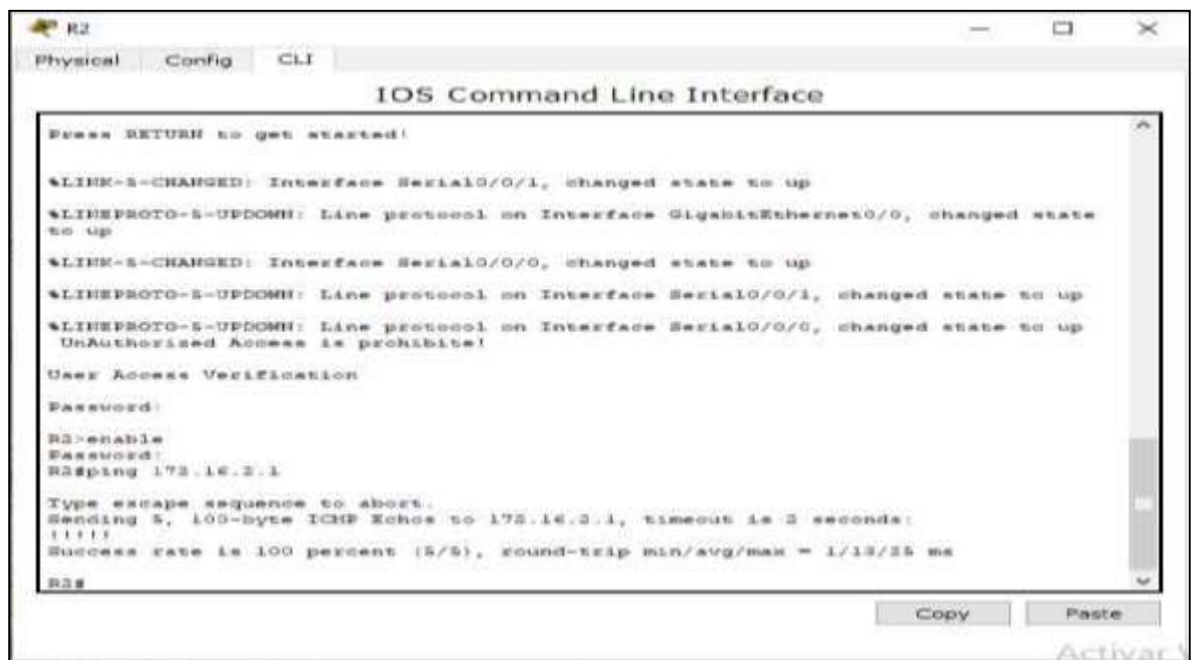 R2
Physical Config CLI
IOS Command Line Interface
Press RETURN to get started!
%LINK-5-CHANGED: Interface Serial0/0/1, changed state to up
%LINEPROTO-5-UPDOWN: Line protocol on Interface GigabitEthernet0/0, changed state
to up
%LINK-5-CHANGED: Interface Serial0/0/0, changed state to up
%LINEPROTO-5-UPDOWN: Line protocol on Interface Serial0/0/1, changed state to up
%LINEPROTO-5-UPDOWN: Line protocol on Interface Serial0/0/0, changed state to up
UnAuthorized Access is prohibite!
User Access Verification
Password:
R2>enable
Password:
R2#ping 172.16.2.1
Type escape sequence to abort.
Sending 5, 100-byte ICMP Echos to 172.16.2.1, timeout is 2 seconds:
!!!!!
Success rate is 100 percent (5/5), round-trip min/avg/max = ms
R2#
Copy Paste
Activar